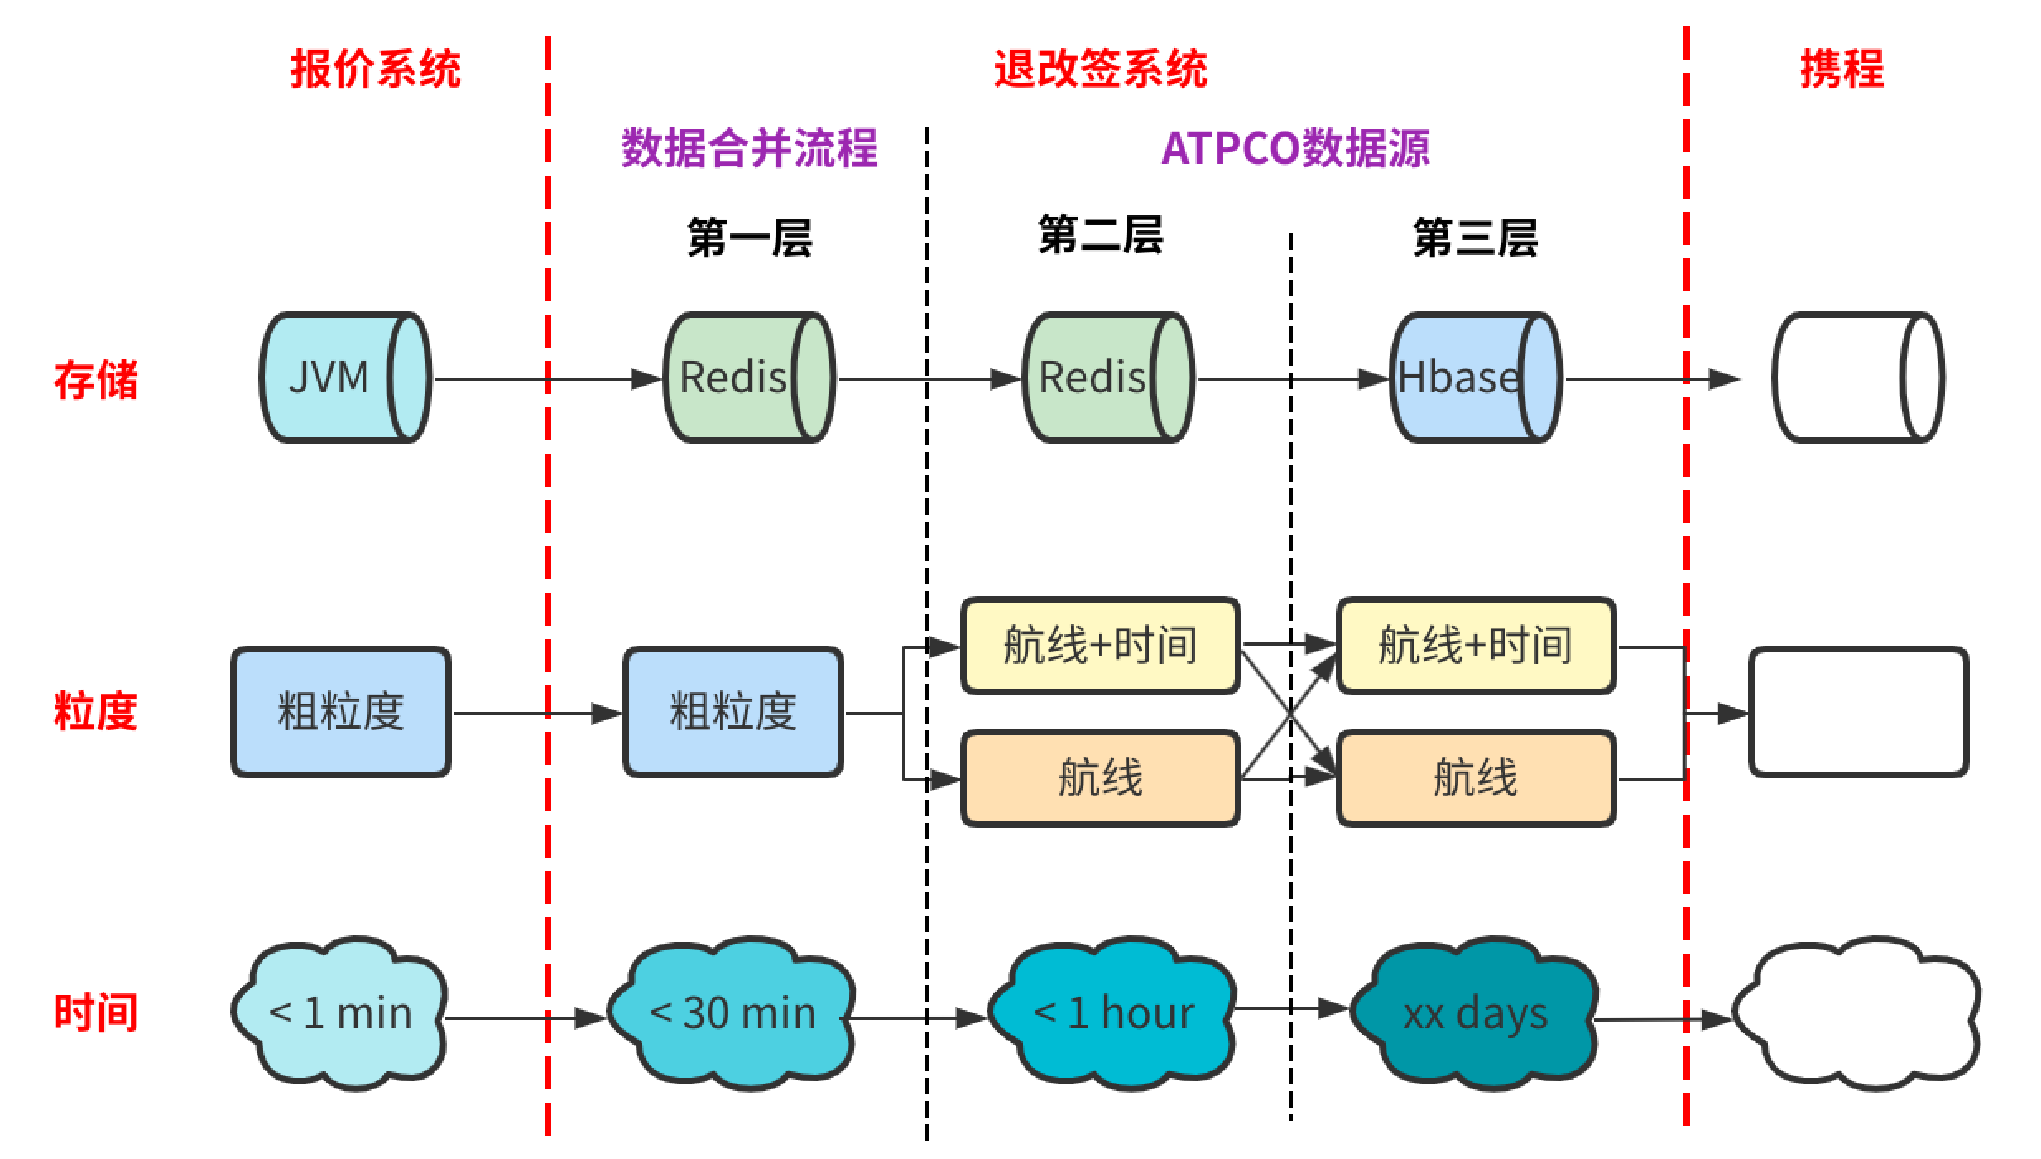 报价系统
退改签系统
携程
数据合并流程
ATPCO数据源
第一层
第二层
第三层
存储
JVM
Redis
Redis
Hbase
粒度
粗粒度
粗粒度
航线+时间
航线+时间
航线
航线
时间
< 1 min
< 30 min
< 1 hour
xx days